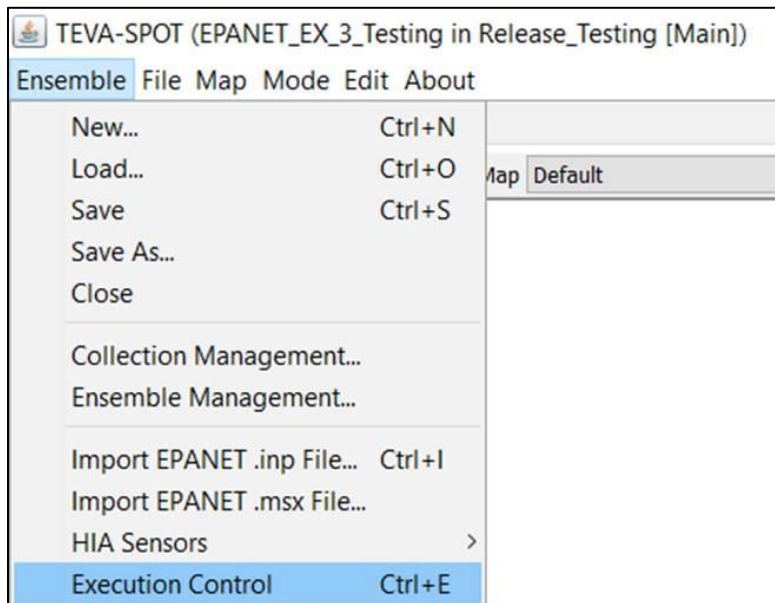 TEVA-SPOT (EPANET_EX_3_Testing in Release_Testing [Main])
Ensemble File Map Mode Edit About
New... Ctrl+N
Load... Ctrl+O
Map Default
Save Ctrl+S
Save As...
Close
Collection Management...
Ensemble Management...
Import EPANET .inp File... Ctrl+I
Import EPANET .msx File...
HIA Sensors >
Execution Control Ctrl+E